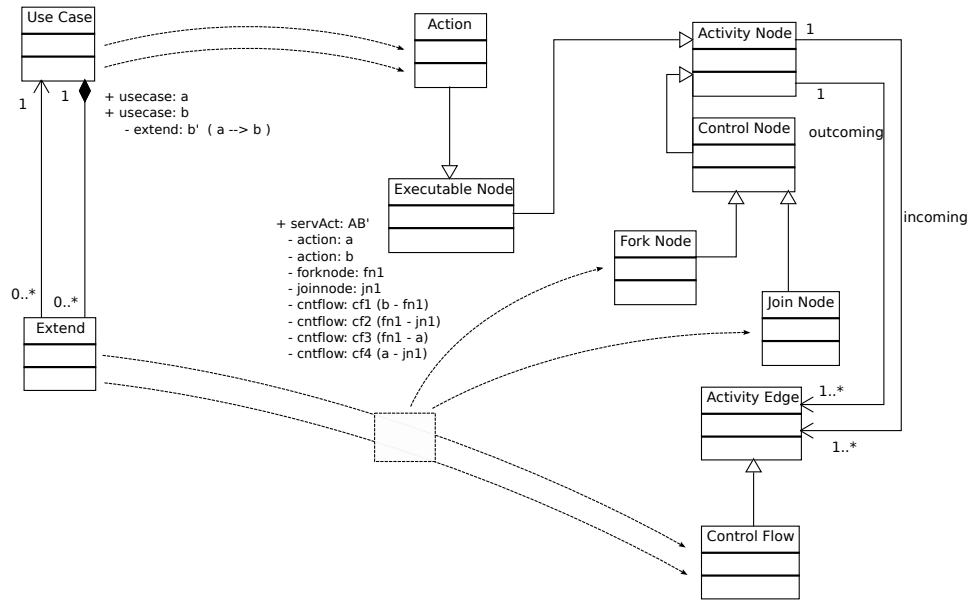 Use Case
Action
Activity Node
1
1
1
1
+ usecase: a
+ usecase: b
- extend: b' ( a --> b )
Control Node
outcoming
Executable Node
incoming
+ servAct: AB'
- action: a
- action: b
- forknode: fn1
- joinnode: jn1
- cntflow: cf1 (b - fn1)
- cntflow: cf2 (fn1 - jn1)
- cntflow: cf3 (fn1 - a)
- cntflow: cf4 (a - jn1)
Fork Node
0..*
0..*
Join Node
Extend
Activity Edge
1..*
1..*
Control Flow